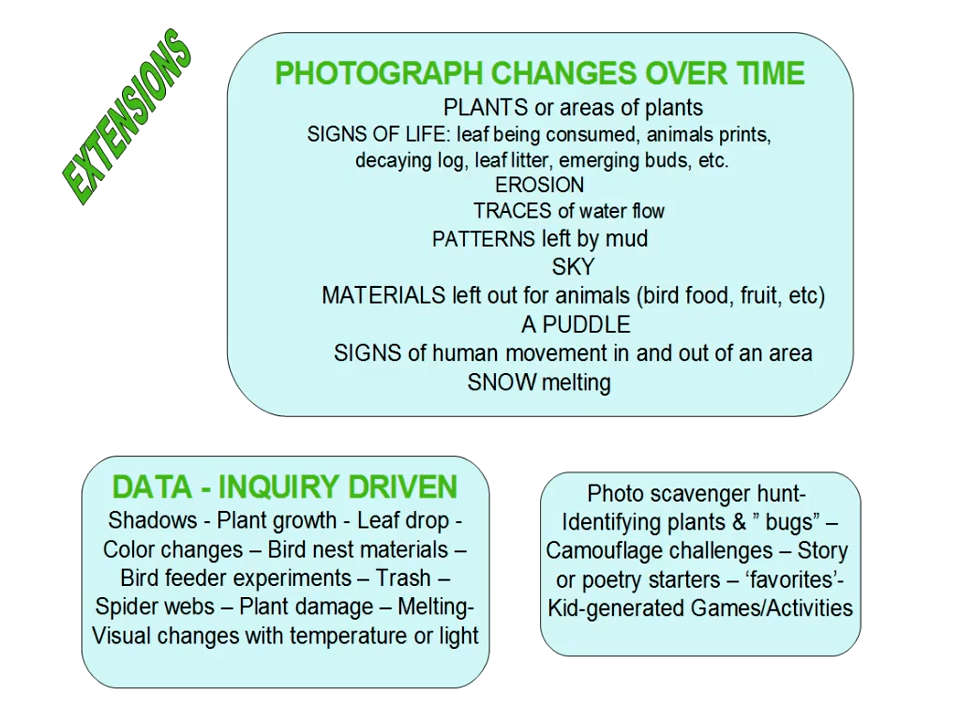 EXTENSIONS
PHOTOGRAPH CHANGES OVER TIME
PLANTS or areas of plants
SIGNS OF LIFE: leaf being consumed, animals prints,
decaying log, leaf litter, emerging buds, etc.
EROSION
TRACES of water flow
PATTERNS left by mud
SKY
MATERIALS left out for animals (bird food, fruit, etc)
A PUDDLE
SIGNS of human movement in and out of an area
SNOW melting
DATA - INQUIRY DRIVEN
Shadows - Plant growth - Leaf drop -
Color changes – Bird nest materials –
Bird feeder experiments – Trash –
Spider webs – Plant damage – Melting-
Visual changes with temperature or light
Photo scavenger hunt-
Identifying plants & ” bugs” –
Camouflage challenges – Story
or poetry starters – ‘favorites’-
Kid-generated Games/Activities